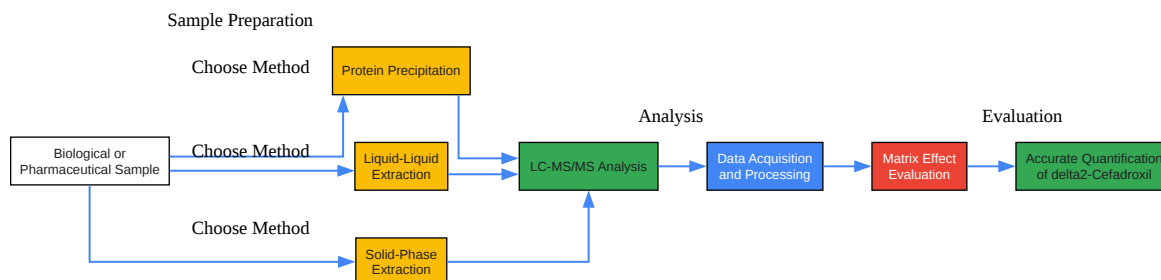 Sample Preparation
Choose Method
Protein Precipitation
Analysis
Evaluation
Biological or
Pharmaceutical Sample
Choose Method
Liquid-Liquid
Extraction
LC-MS/MS Analysis
Data Acquisition
and Processing
Matrix Effect
Evaluation
Accurate Quantification
of delta2-Cefadroxil
Choose Method
Solid-Phase
Extraction